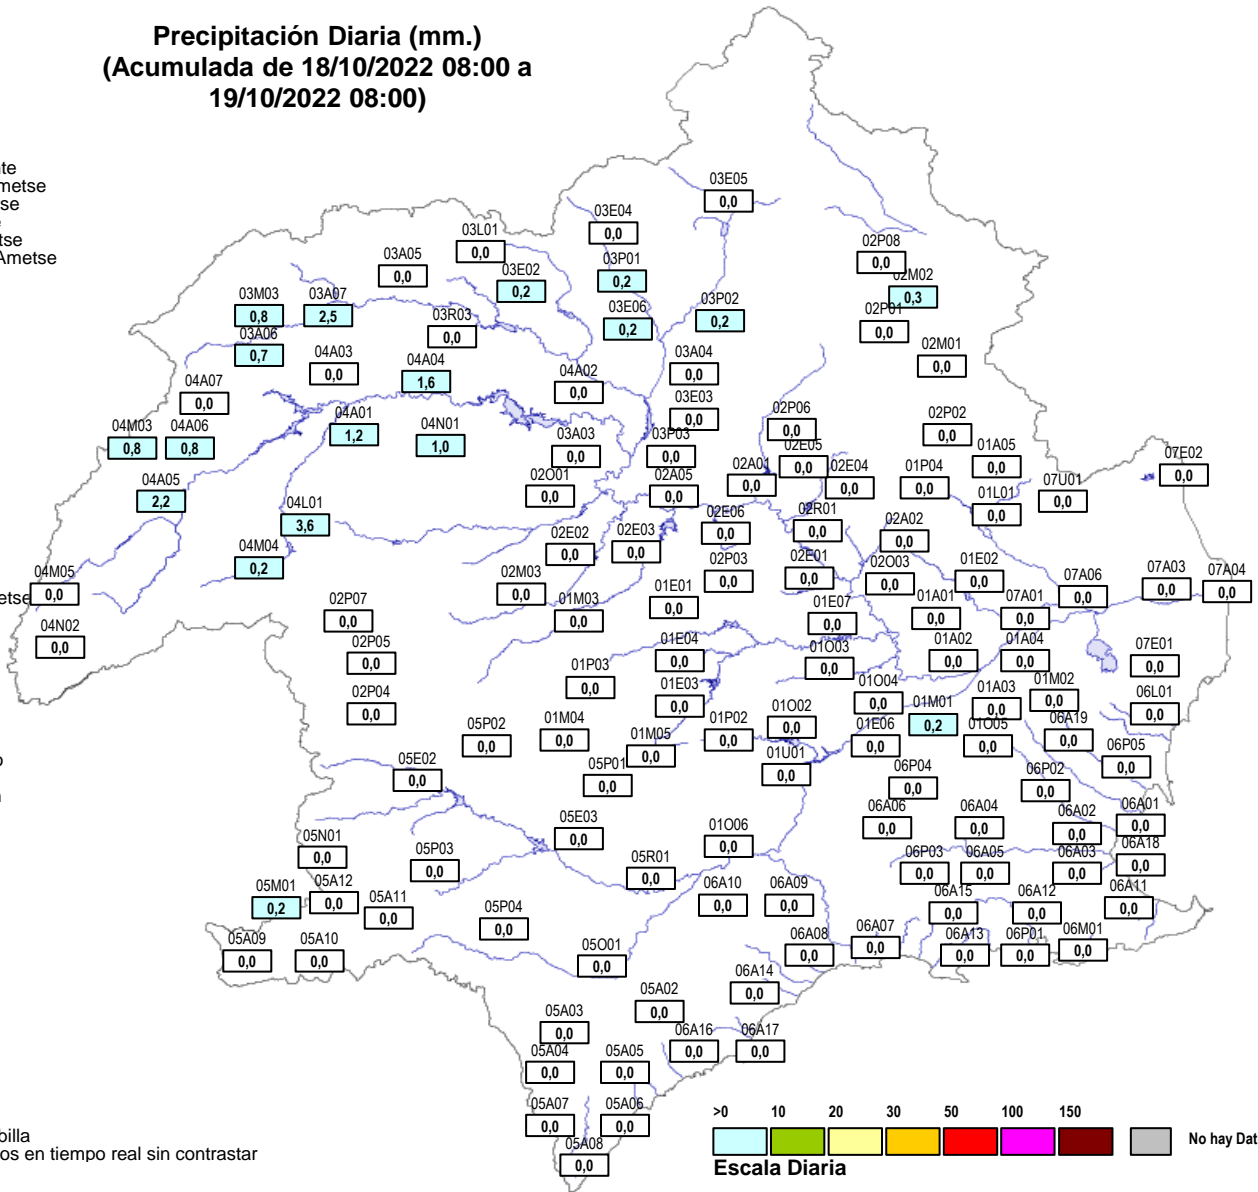 Precipitación Diaria (mm.)
(Acumulada de 18/10/2022 08:00 a
19/10/2022 08:00)
nte
metse
tse
e
tse
Ametse
03E05
0,0
03E04
0,0
03L01
0,0
03A05
0,0
03E02
0,2
03P01
0,2
02P08
0,0
02M02
0,3
03M03
0,8
03A07
2,5
03E06
0,2
03P02
0,2
02P01
0,0
03R03
0,0
03A06
0,7
04A03
0,0
04A04
1,6
03A04
0,0
02M01
0,0
04A02
0,0
04A07
0,0
03E03
0,0
04M03
0,8
04A06
0,8
04A01
1,2
04N01
1,0
02P06
0,0
02P02
0,0
03A03
0,0
03P03
0,0
02E05
0,0
01A05
0,0
07E02
0,0
04A05
2,2
02O01
0,0
02A05
0,0
02A01
0,0
02E04
0,0
01P04
0,0
07U01
0,0
01L01
0,0
04L01
3,6
02E06
0,0
02R01
0,0
02A02
0,0
02E02
0,0
02E03
0,0
04M04
0,2
02P03
0,0
02E01
0,0
02O03
0,0
01E02
0,0
04M05
0,0
etse
02M03
0,0
07A06
0,0
07A03
0,0
07A04
0,0
02P07
0,0
01M03
0,0
01E01
0,0
01E07
0,0
01A01
0,0
07A01
0,0
04N02
0,0
02P05
0,0
01E04
0,0
01O03
0,0
01A02
0,0
01A04
0,0
07E01
0,0
01P03
0,0
02P04
0,0
01E03
0,0
01O04
0,0
01M01
0,2
01A03
0,0
01M02
0,0
06L01
0,0
05P02
0,0
01M04
0,0
01M05
0,0
01P02
0,0
01O02
0,0
01E06
0,0
01O05
0,0
06A19
0,0
05E02
0,0
05P01
0,0
01U01
0,0
06P04
0,0
06P02
0,0
06P05
0,0
05E03
0,0
01O06
0,0
06A06
0,0
06A04
0,0
06A02
0,0
06A01
0,0
05N01
0,0
05P03
0,0
05R01
0,0
06P03
0,0
06A05
0,0
06A03
0,0
06A18
0,0
05M01
0,2
05A12
0,0
05A11
0,0
05P04
0,0
06A10
0,0
06A09
0,0
06A15
0,0
06A12
0,0
06A11
0,0
05A09
0,0
05A10
0,0
05O01
0,0
06A08
0,0
06A07
0,0
06A13
0,0
06P01
0,0
06M01
0,0
06A14
0,0
05A02
0,0
05A03
0,0
06A16
0,0
06A17
0,0
05A04
0,0
05A05
0,0
05A07
0,0
05A06
0,0
05A08
0,0
billa
os en tiempo real sin contrastar
>0 10 20 30 50 100 150
No hay Dat
Escala Diaria